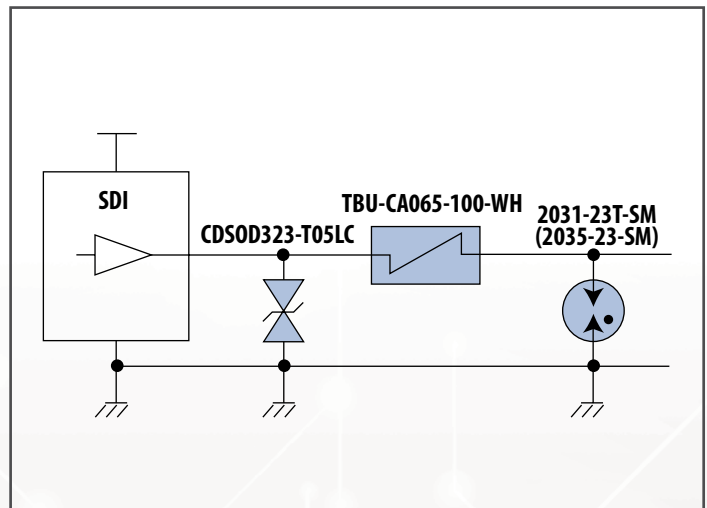 SDI
CDSOD323-T05LC
TBU-CA065-100-WH
2031-23T-SM
(2035-23-SM)